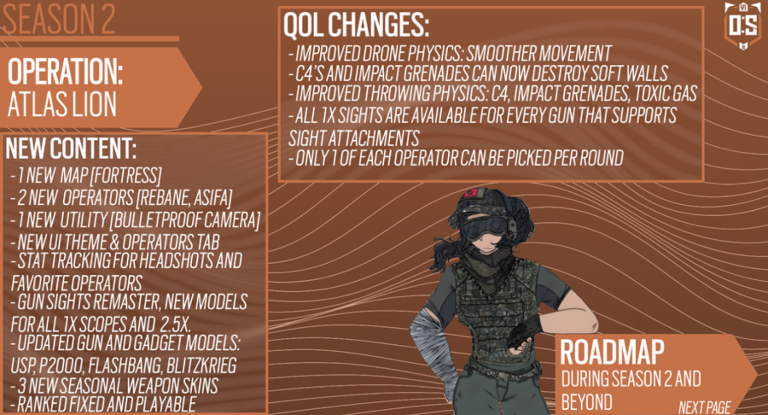 SEASON 2
OPERATION:
ATLAS LION
NEW CONTENT:
- 1 NEW MAP [FORTRESS]
- 2 NEW OPERATORS [REBANE, ASIFA]
- 1 NEW UTILITY [BULLETPROOF CAMERA]
- NEW UI THEME & OPERATORS TAB
- STAT TRACKING FOR HEADSHOTS AND
FAVORITE OPERATORS
- GUN SIGHTS REMASTER, NEW MODELS
FOR ALL 1X SCOPES AND 2.5X.
- UPDATED GUN AND GADGET MODELS:
USP, P2000, FLASHBANG, BLITZKRIEG
- 3 NEW SEASONAL WEAPON SKINS
- RANKED FIXED AND PLAYABLE
QOL CHANGES:
- IMPROVED DRONE PHYSICS: SMOOTHER MOVEMENT
- C4'S AND IMPACT GRENADES CAN NOW DESTROY SOFT WALLS
- IMPROVED THROWING PHYSICS: C4, IMPACT GRENADES, TOXIC GAS
- ALL 1X SIGHTS ARE AVAILABLE FOR EVERY GUN THAT SUPPORTS
SIGHT ATTACHMENTS
- ONLY 1 OF EACH OPERATOR CAN BE PICKED PER ROUND
VI
O:S
ROADMAP
DURING SEASON 2 AND
BEYOND
NEXT PAGE